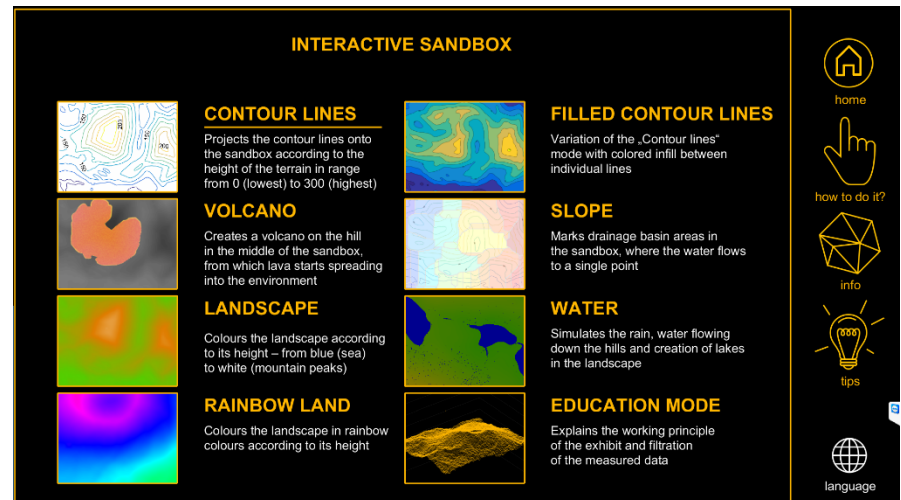 INTERACTIVE SANDBOX
CONTOUR LINES
Projects the contour lines onto
the sandbox according to the
height of the terrain in range
from 0 (lowest) to 300 (highest)
FILLED CONTOUR LINES
Variation of the „Contour lines“
mode with colored infill between
individual lines
VOLCANO
Creates a volcano on the hill
in the middle of the sandbox,
from which lava starts spreading
into the environment
SLOPE
Marks drainage basin areas in
the sandbox, where the water flows
to a single point
LANDSCAPE
Colours the landscape according
to its height – from blue (sea)
to white (mountain peaks)
WATER
Simulates the rain, water flowing
down the hills and creation of lakes
in the landscape
RAINBOW LAND
Colours the landscape in rainbow
colours according to its height
EDUCATION MODE
Explains the working principle
of the exhibit and filtration
of the measured data
home
how to do it?
info
tips
language